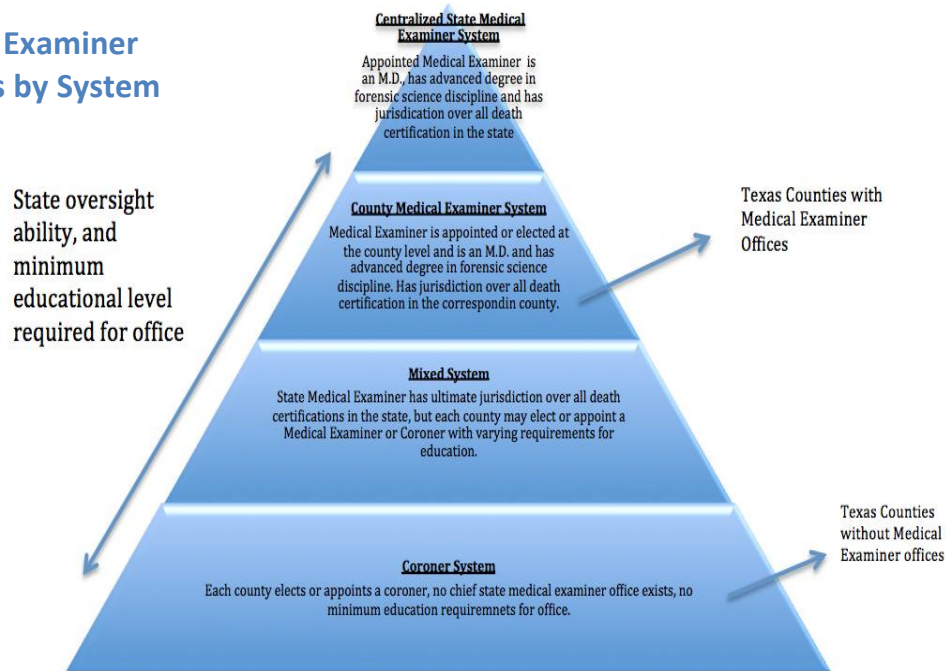 Examiner
s by System
Centralized State Medical
Examiner System
Appointed Medical Examiner is
an M.D., has advanced degree in
forensic science discipline and has
jurisdication over all death
certification in the state
State oversight
ability, and
minimum
educational level
required for office
County Medical Examiner System
Medical Examiner is appointed or elected at
the county level and is an M.D. and has
advanced degree in forensic science
discipline. Has jurisdiction over all death
certification in the correspondin county.
Texas Counties with
Medical Examiner
Offices
Mixed System
State Medical Examiner has ultimate jurisdiction over all death
certifications in the state, but each county may elect or appoint a
Medical Examiner or Coroner with varying requirements for
education.
Texas Counties
without Medical
Examiner offices
Coroner System
Each county elects or appoints a coroner, no chief state medical examiner office exists, no
minimum education requiremnets for office.